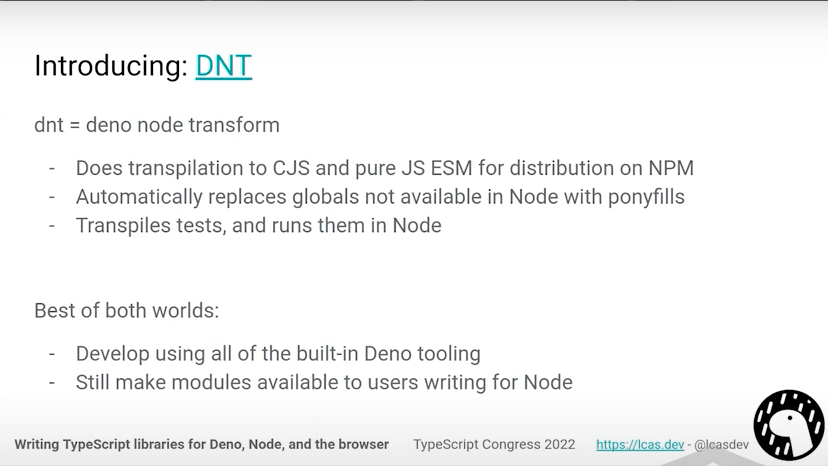 Introducing: DNT
dnt = deno node transform
- Does transpilation to CJS and pure JS ESM for distribution on NPM
- Automatically replaces globals not available in Node with ponyfills
- Transpiles tests, and runs them in Node
Best of both worlds:
- Develop using all of the built-in Deno tooling
- Still make modules available to users writing for Node
Writing TypeScript libraries for Deno, Node, and the browser TypeScript Congress 2022 https://lcas.dev - @lcasdev